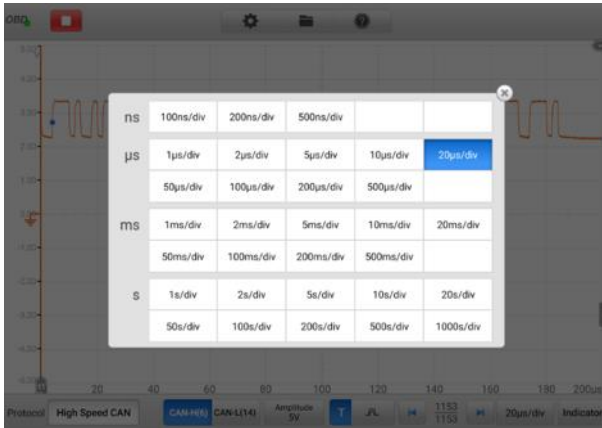 OBD
5.00
4.00
ns 100ns/div 200ns/div 500ns/div
μs 1μs/div 2μs/div 5μs/div 10μs/div 20μs/div
50μs/div 100μs/div 200μs/div 500μs/div
ms 1ms/div 2ms/div 5ms/div 10ms/div 20ms/div
50ms/div 100ms/div 200ms/div 500ms/div
s 1s/div 2s/div 5s/div 10s/div 20s/div
50s/div 100s/div 200s/div 500s/div 1000s/div
20 40 60 80 100 120 140 160 180 200us
Protocol High Speed CAN CAN-H(6) CAN-L(14) Amplitude 5V T 1153 1153 20μs/div Indicator